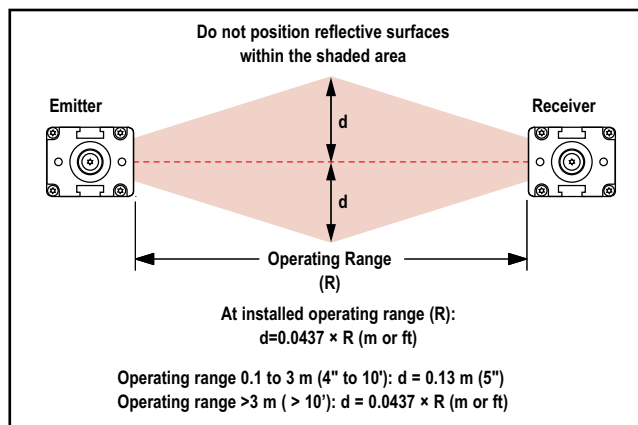 Do not position reflective surfaces
within the shaded area
Emitter
Receiver
d
d
Operating Range
(R)
At installed operating range (R):
d=0.0437 × R (m or ft)
Operating range 0.1 to 3 m (4" to 10'): d = 0.13 m (5")
Operating range >3 m ( > 10'): d = 0.0437 × R (m or ft)